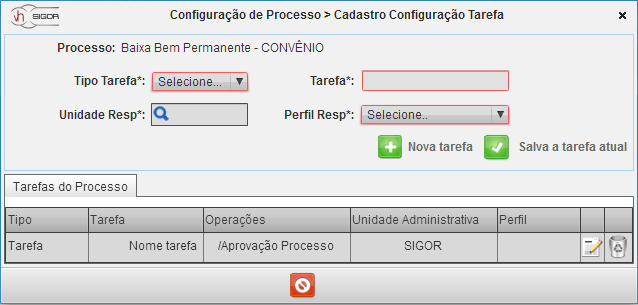 vh SIGOR
Configuração de Processo > Cadastro Configuração Tarefa
Processo: Baixa Bem Permanente - CONVÊNIO
Tipo Tarefa*: Selecione... Tarefa*:
Unidade Resp*: Perfil Resp*: Selecione..
Nova tarefa Salva a tarefa atual
Tarefas do Processo
Tipo Tarefa Operações Unidade Administrativa Perfil
Tarefa Nome tarefa /Aprovação Processo SIGOR